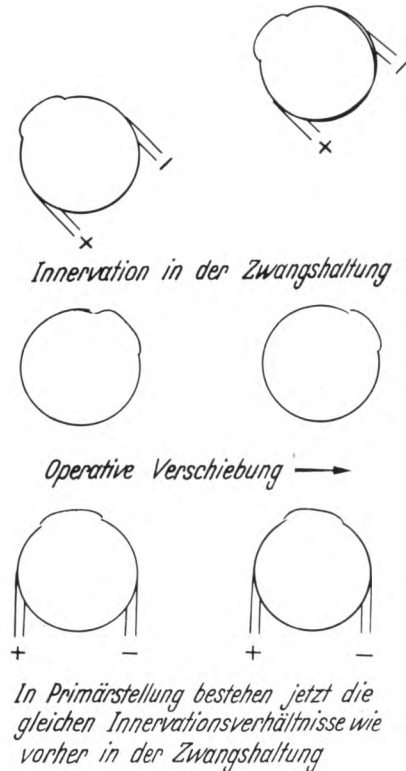 Innervation in der Zwangshaltung
Operative Verschiebung
+ − + −
In Primärstellung bestehen jetzt die
gleichen Innervationsverhältnisse wie
vorher in der Zwangshaltung